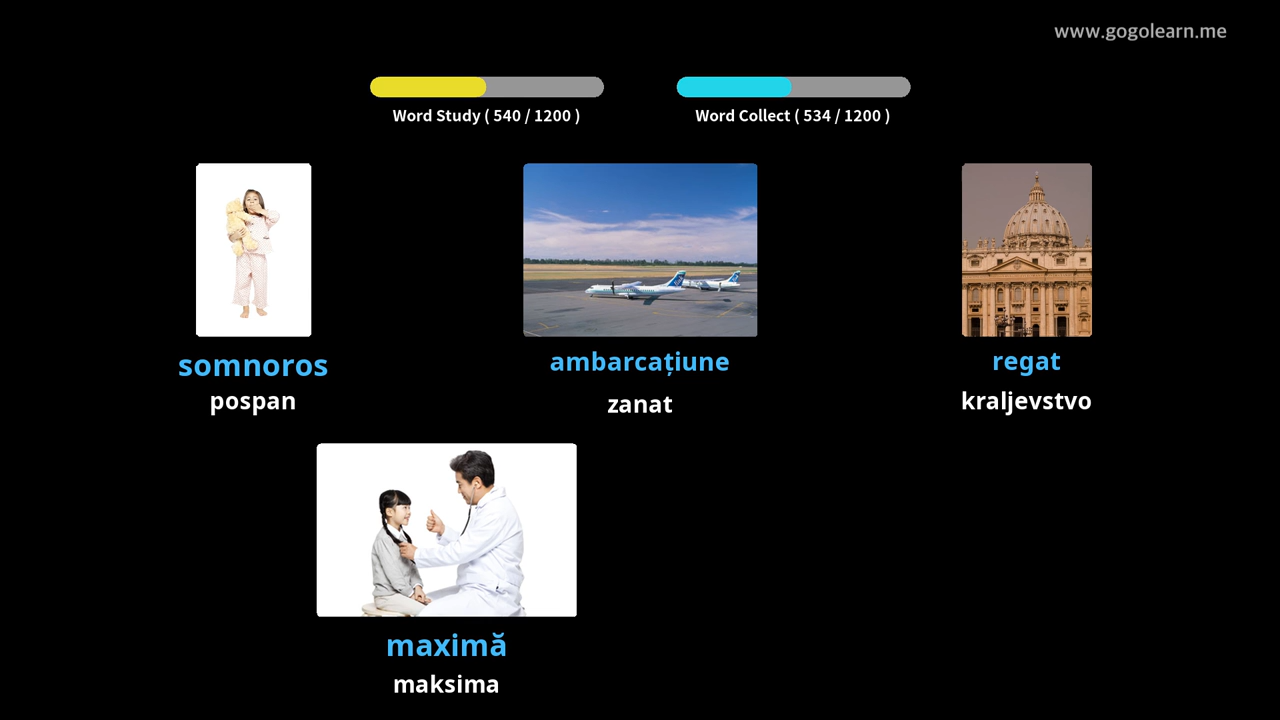 www.gogolearn.me
Word Study ( 540 / 1200 )
Word Collect ( 534 / 1200 )
somnoros
pospan
ambarcațiune
zanat
regat
kraljevstvo
maximă
maksima